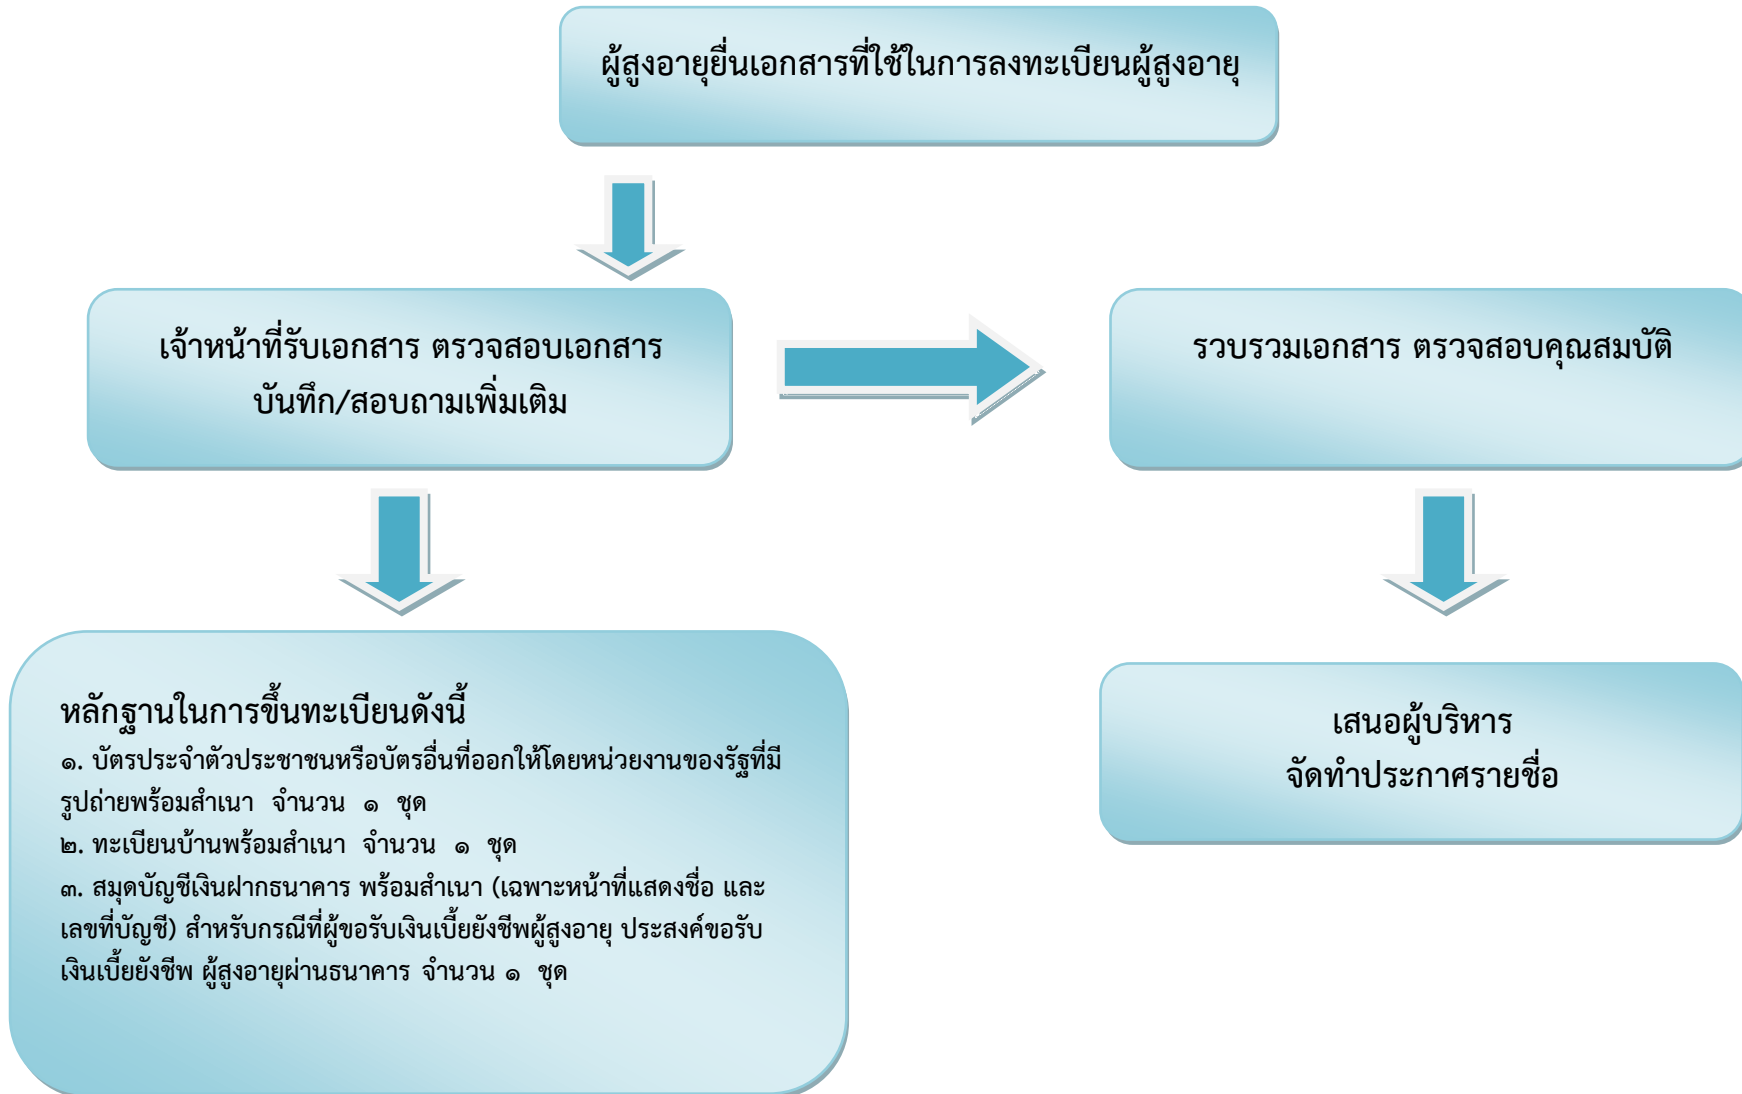 ผู้สูงอายุยื่นเอกสารที่ใช้ในการลงทะเบียนผู้สูงอายุ
เจ้าหน้าที่รับเอกสาร ตรวจสอบเอกสาร
บันทึก/สอบถามเพิ่มเติม
รวบรวมเอกสาร ตรวจสอบคุณสมบัติ
หลักฐานในการขึ้นทะเบียนดังนี้
๑. บัตรประจำตัวประชาชนหรือบัตรอื่นที่ออกให้โดยหน่วยงานของรัฐที่มี
รูปถ่ายพร้อมสำเนา จำนวน ๑ ชุด
๒. ทะเบียนบ้านพร้อมสำเนา จำนวน ๑ ชุด
๓. สมุดบัญชีเงินฝากธนาคาร พร้อมสำเนา (เฉพาะหน้าที่แสดงชื่อ และ
เลขที่บัญชี) สำหรับกรณีที่ผู้ขอรับเงินเบี้ยยังชีพผู้สูงอายุ ประสงค์ขอรับ
เงินเบี้ยยังชีพ ผู้สูงอายุผ่านธนาคาร จำนวน ๑ ชุด
เสนอผู้บริหาร
จัดทำประกาศรายชื่อ